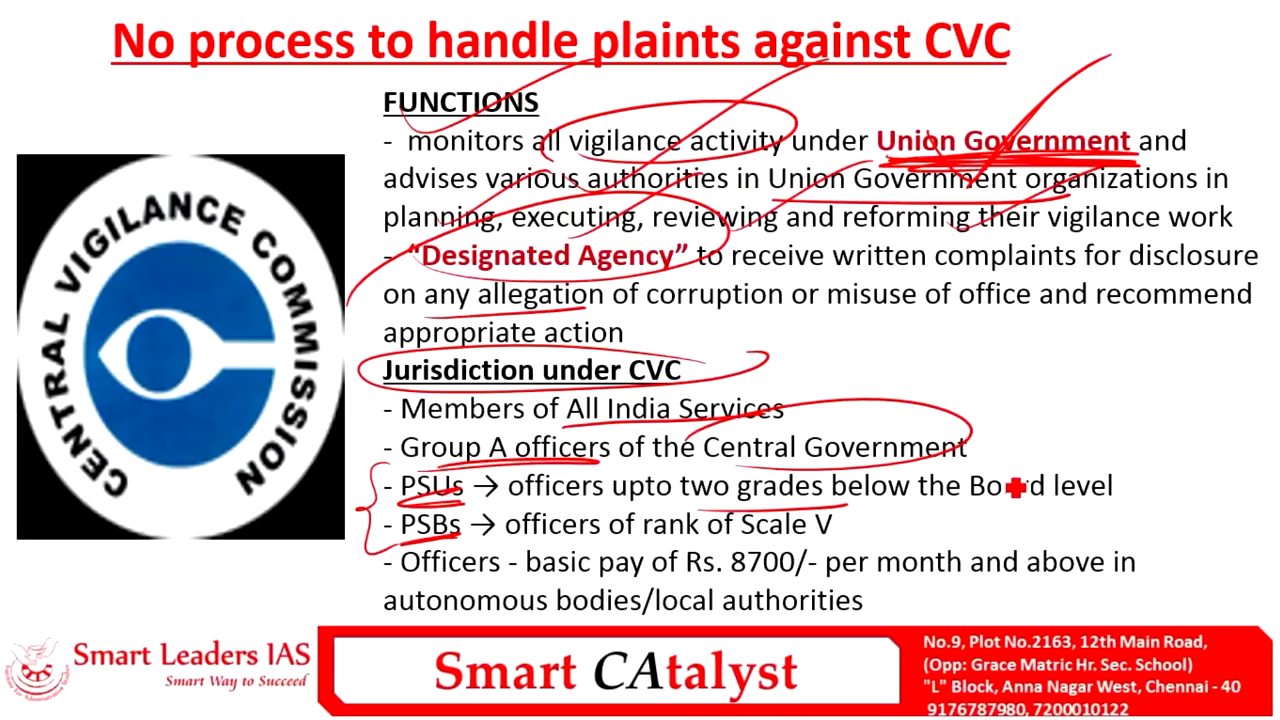 No process to handle plaints against CVC
FUNCTIONS
- monitors all vigilance activity under Union Government and
advises various authorities in Union Government organizations in
planning, executing, reviewing and reforming their vigilance work
- “Designated Agency” to receive written complaints for disclosure
on any allegation of corruption or misuse of office and recommend
appropriate action
Jurisdiction under CVC
- Members of All India Services
- Group A officers of the Central Government
- PSUs → officers upto two grades below the Board level
- PSBs → officers of rank of Scale V
- Officers - basic pay of Rs. 8700/- per month and above in
autonomous bodies/local authorities
CENTRAL VIGILANCE COMMISSION
Smart Leaders IAS
Smart Way to Succeed
Smart CAtalyst
No.9, Plot No.2163, 12th Main Road,
(Opp: Grace Matric Hr. Sec. School)
"L" Block, Anna Nagar West, Chennai - 40
9176787980, 7200010122